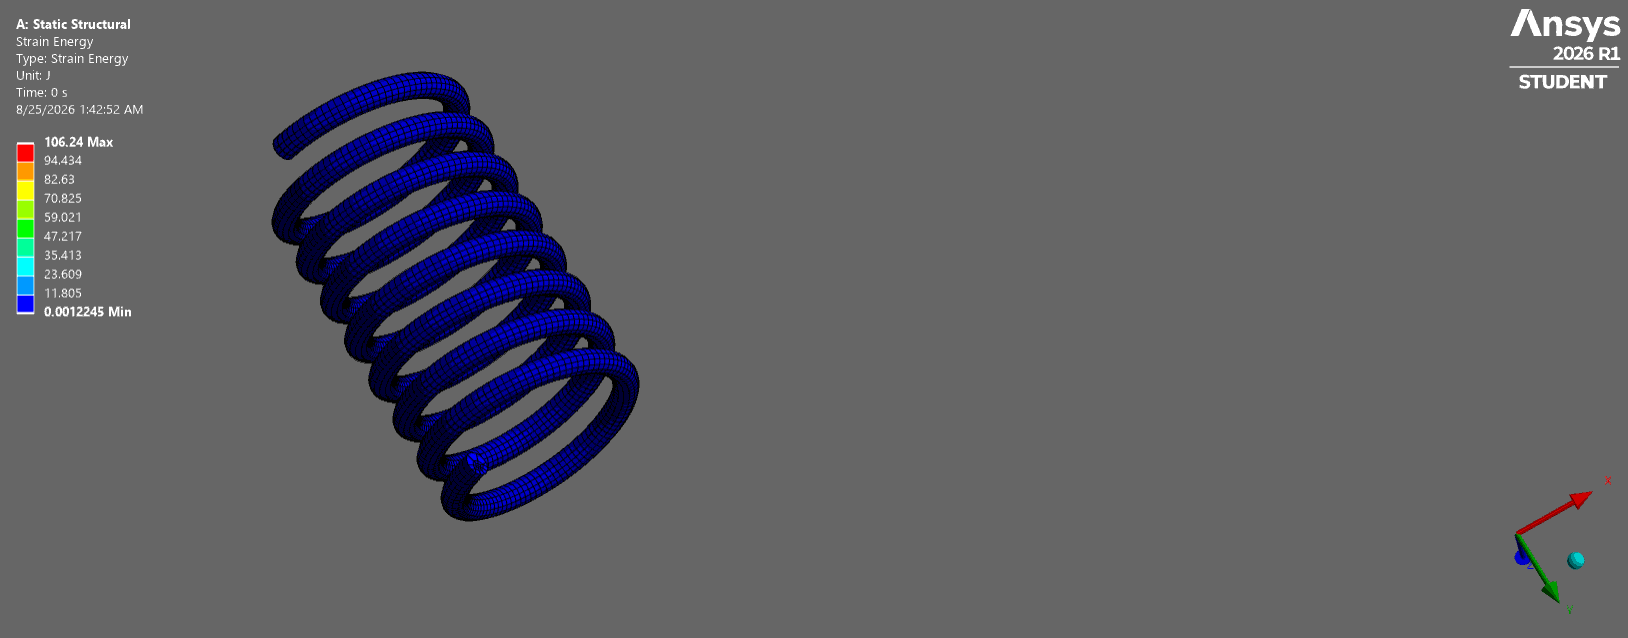 A: Static Structural
Strain Energy
Type: Strain Energy
Unit: J
Time: 0 s
8/25/2026 1:42:52 AM
106.24 Max
94.434
82.63
70.825
59.021
47.217
35.413
23.609
11.805
0.0012245 Min
Ansys
2026 R1
STUDENT
X
Z
Y